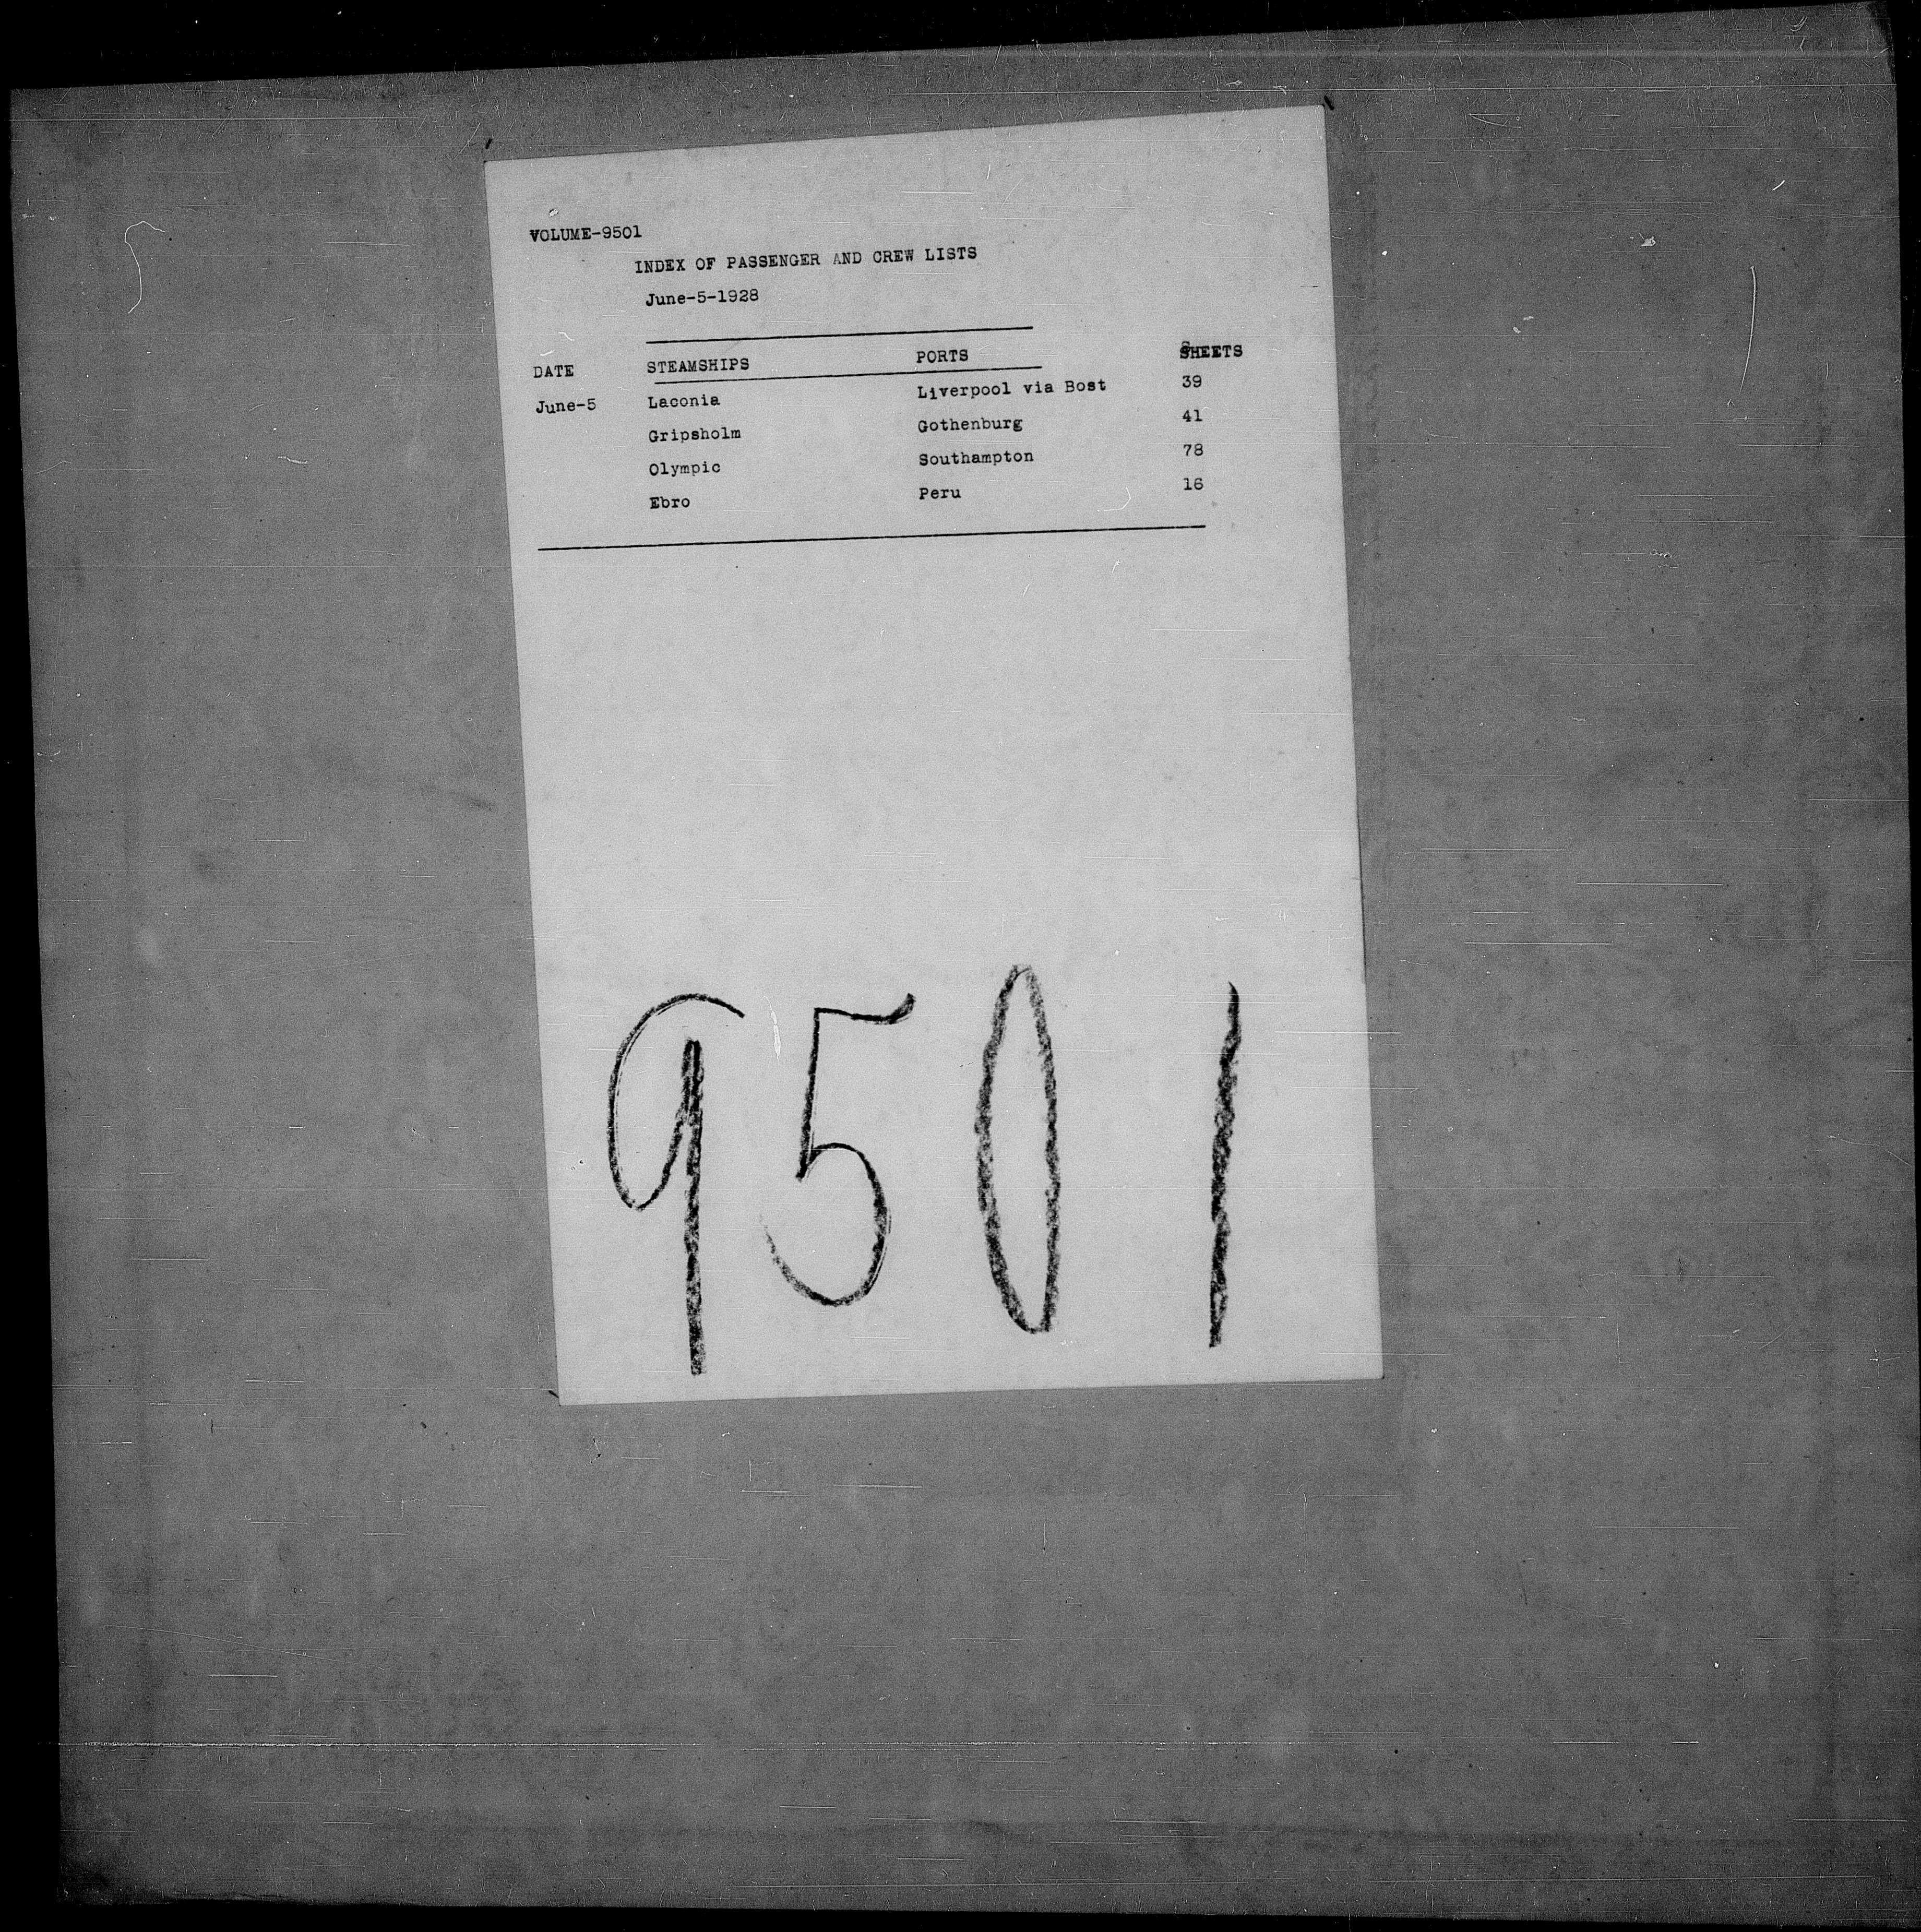 VOLUME-9501
INDEX OF PASSENGER AND CREW LISTS
June-5-1928
DATE STEAMSHIPS PORTS SHEETS
June-5 Laconia Liverpool via Bost 39
Gripsholm Gothenburg 41
Olympic Southampton 78
Ebro Peru 16
9501